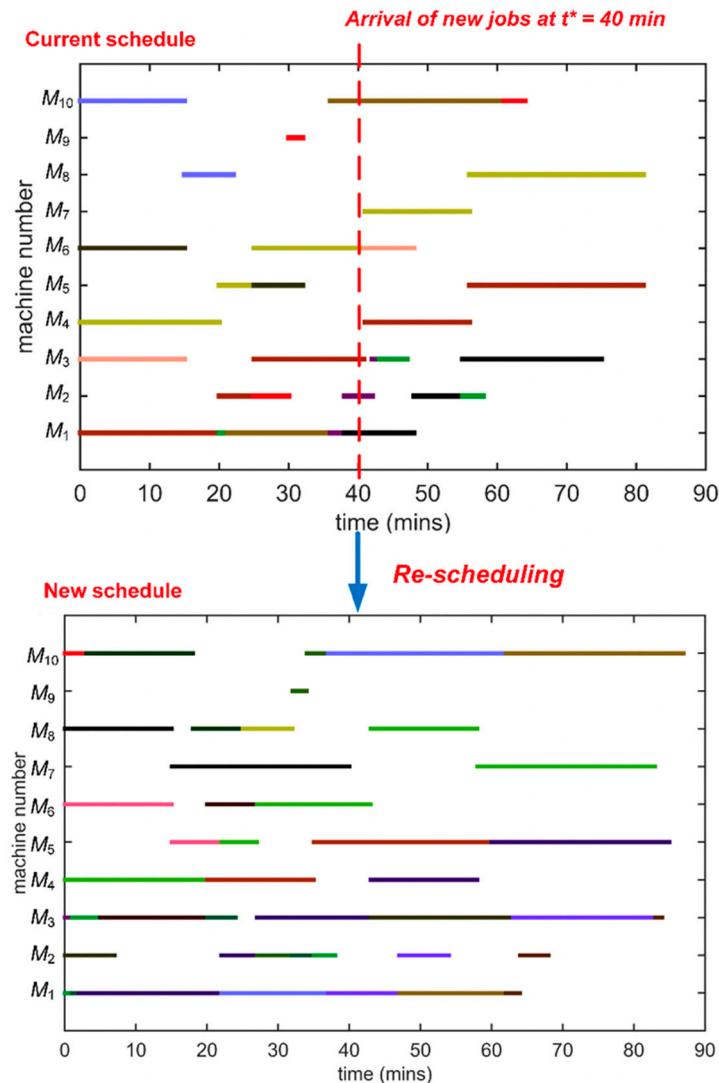 Arrival of new jobs at t* = 40 min
Current schedule
M10
M9
M8
M7
M6
M5
M4
M3
M2
M1
machine number
0 10 20 30 40 50 60 70 80 90
time (mins)
Re-scheduling
New schedule
M10
M9
M8
M7
M6
M5
M4
M3
M2
M1
machine number
0 10 20 30 40 50 60 70 80 90
time (mins)